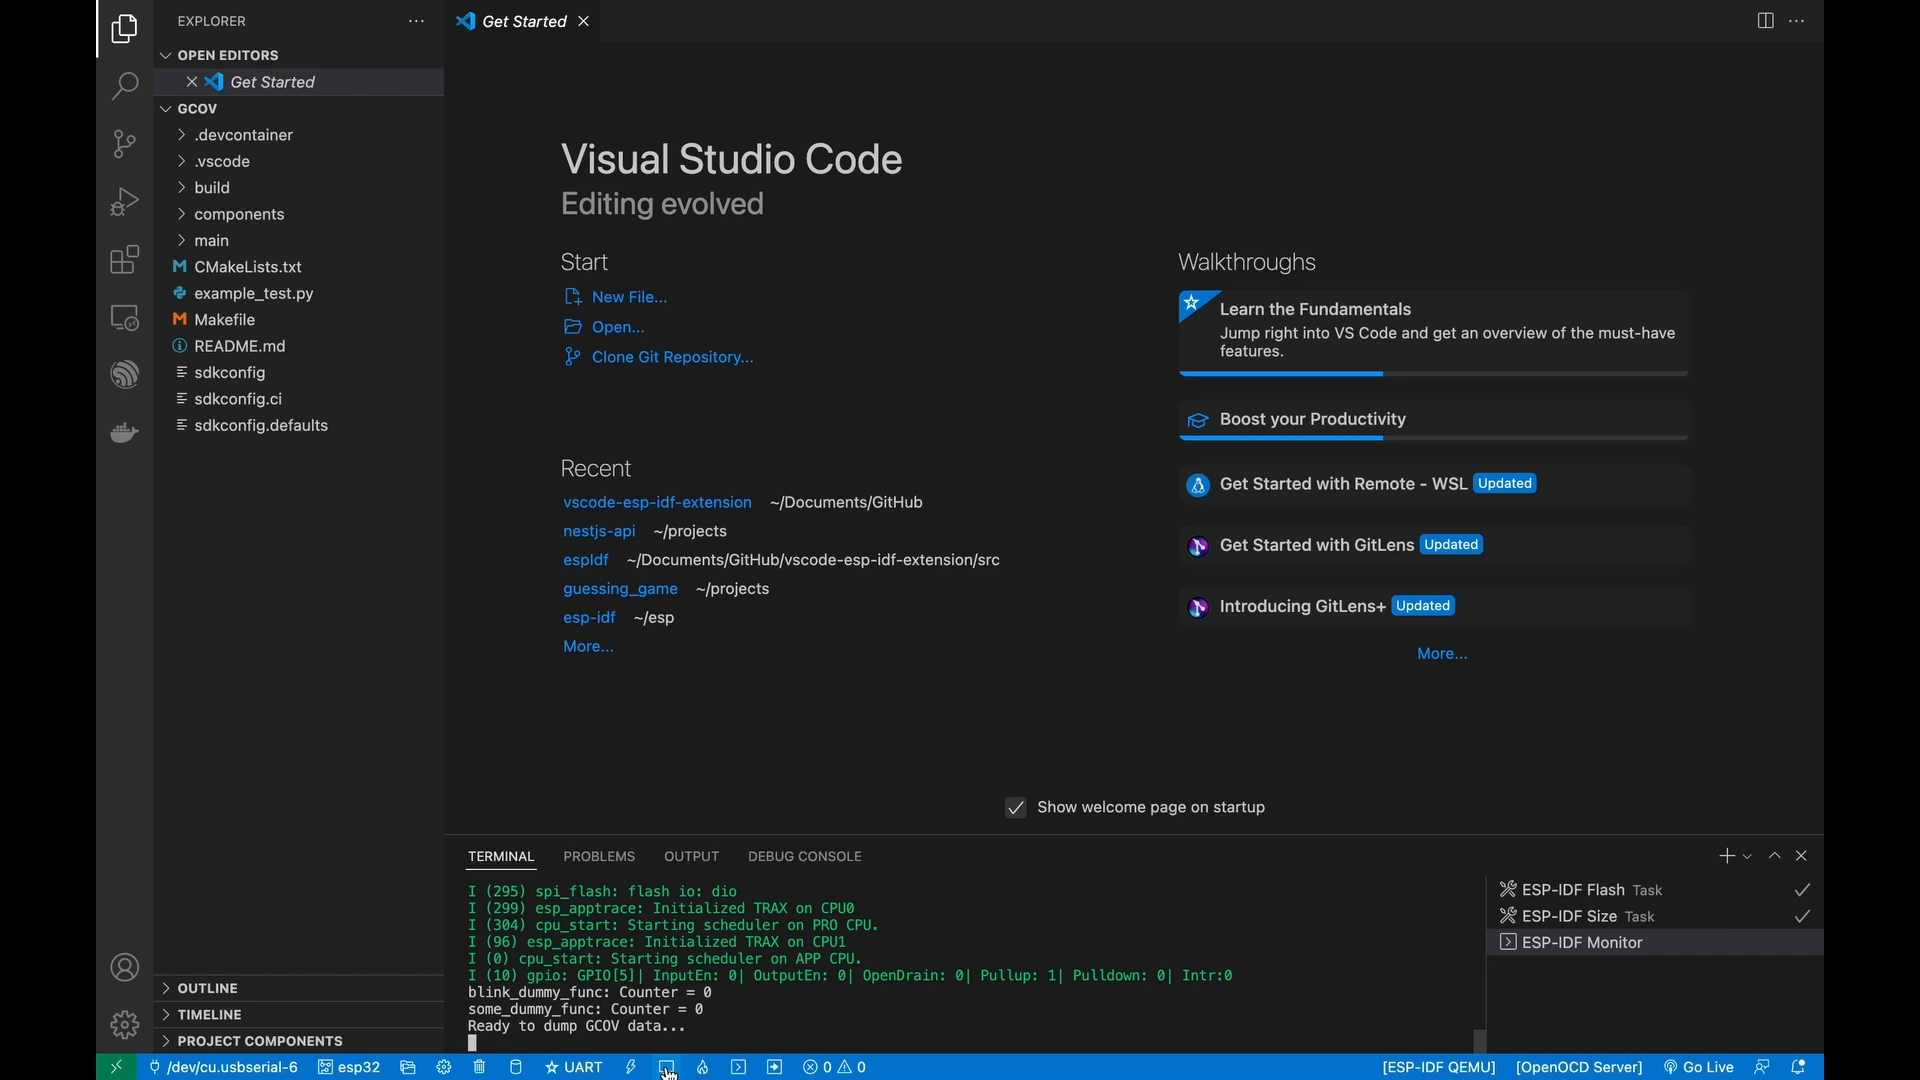 EXPLORER
Get Started
OPEN EDITORS
Get Started
GCOV
.devcontainer
.vscode
build
components
main
CMakeLists.txt
example_test.py
Makefile
README.md
sdkconfig
sdkconfig.ci
sdkconfig.defaults
OUTLINE
TIMELINE
PROJECT COMPONENTS
Visual Studio Code
Editing evolved
Start
New File...
Open...
Clone Git Repository...
Recent
vscode-esp-idf-extension ~/Documents/GitHub
nestjs-api ~/projects
espIdf ~/Documents/GitHub/vscode-esp-idf-extension/src
guessing_game ~/projects
esp-idf ~/esp
More...
Walkthroughs
Learn the Fundamentals
Jump right into VS Code and get an overview of the must-have
features.
Boost your Productivity
Get Started with Remote - WSL Updated
Get Started with GitLens Updated
Introducing GitLens+ Updated
More...
Show welcome page on startup
TERMINAL PROBLEMS OUTPUT DEBUG CONSOLE
I (295) spi_flash: flash io: dio
I (299) esp_apptrace: Initialized TRAX on CPU0
I (304) cpu_start: Starting scheduler on PRO CPU.
I (96) esp_apptrace: Initialized TRAX on CPU1
I (0) cpu_start: Starting scheduler on APP CPU.
I (10) gpio: GPIO[5]| InputEn: 0| OutputEn: 0| OpenDrain: 0| Pullup: 1| Pulldown: 0| Intr:0
blink_dummy_func: Counter = 0
some_dummy_func: Counter = 0
Ready to dump GCOV data...
ESP-IDF Flash Task
ESP-IDF Size Task
ESP-IDF Monitor
/dev/cu.usbserial-6 esp32 UART 0 0 [ESP-IDF QEMU] [OpenOCD Server] Go Live